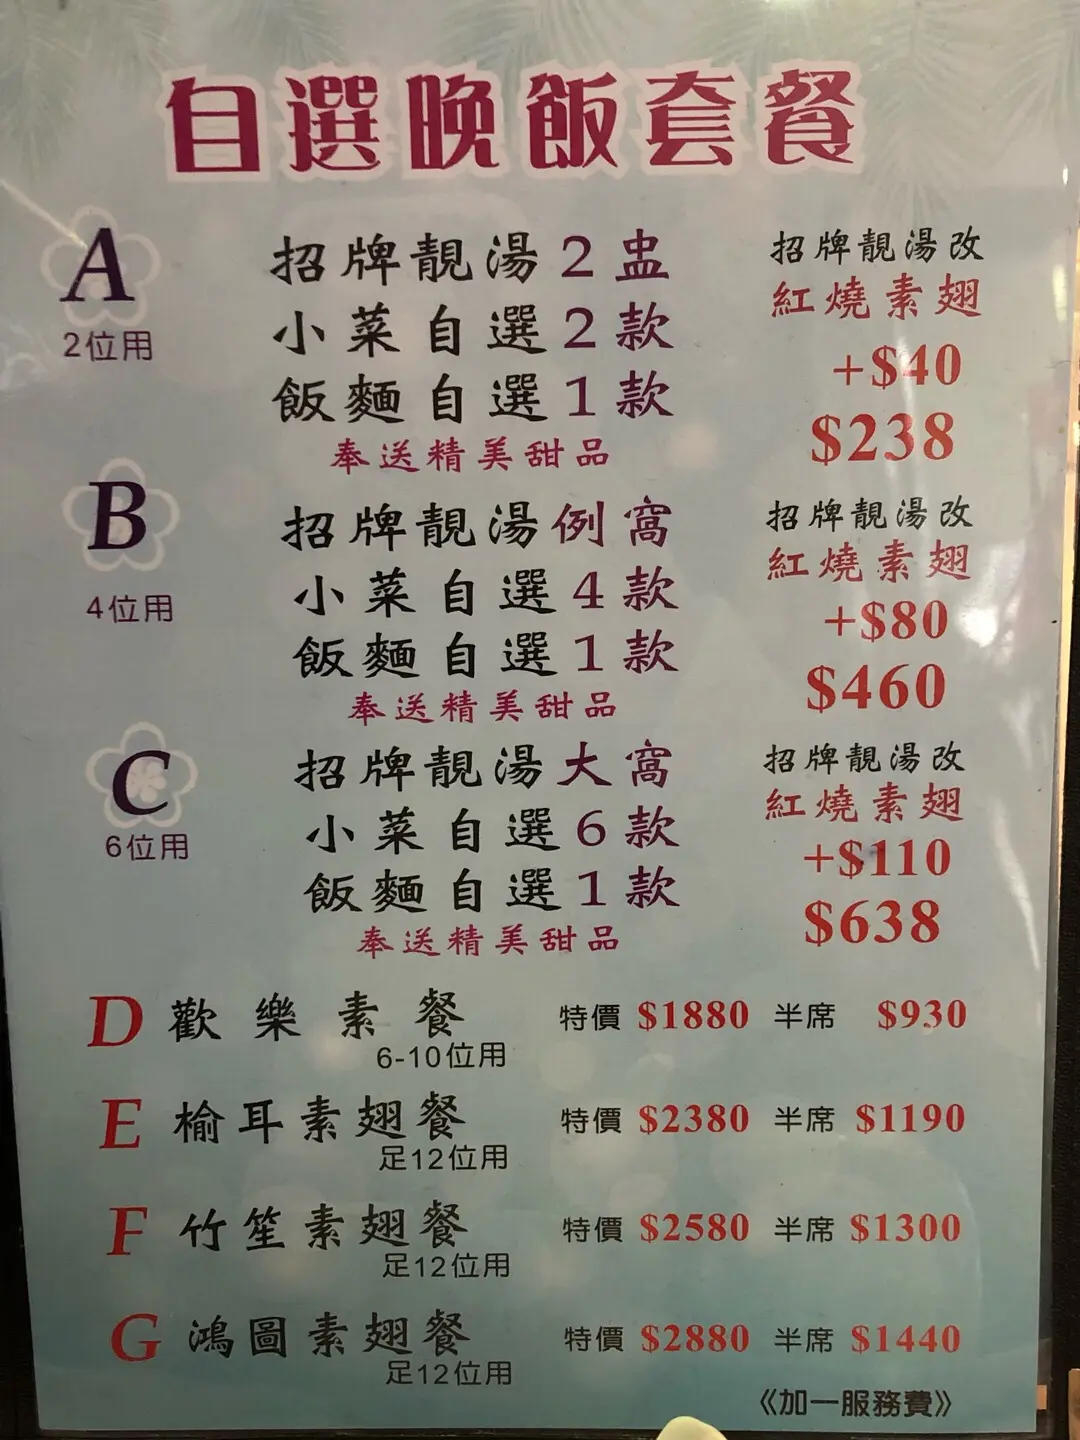 自選晚飯套餐
A
2位用
招牌靚湯2盅
小菜自選2款
飯麵自選1款
奉送精美甜品
招牌靚湯改
紅燒素翅
+$40
$238
B
4位用
招牌靚湯例窩
小菜自選4款
飯麵自選1款
奉送精美甜品
招牌靚湯改
紅燒素翅
+$80
$460
C
6位用
招牌靚湯大窩
小菜自選6款
飯麵自選1款
奉送精美甜品
招牌靚湯改
紅燒素翅
+$110
$638
D 歡樂素餐 特價 $1880 半席 $930
6-10位用
E 榆耳素翅餐 特價 $2380 半席 $1190
足12位用
F 竹笙素翅餐 特價 $2580 半席 $1300
足12位用
G 鴻圖素翅餐 特價 $2880 半席 $1440
足12位用
《加一服務費》